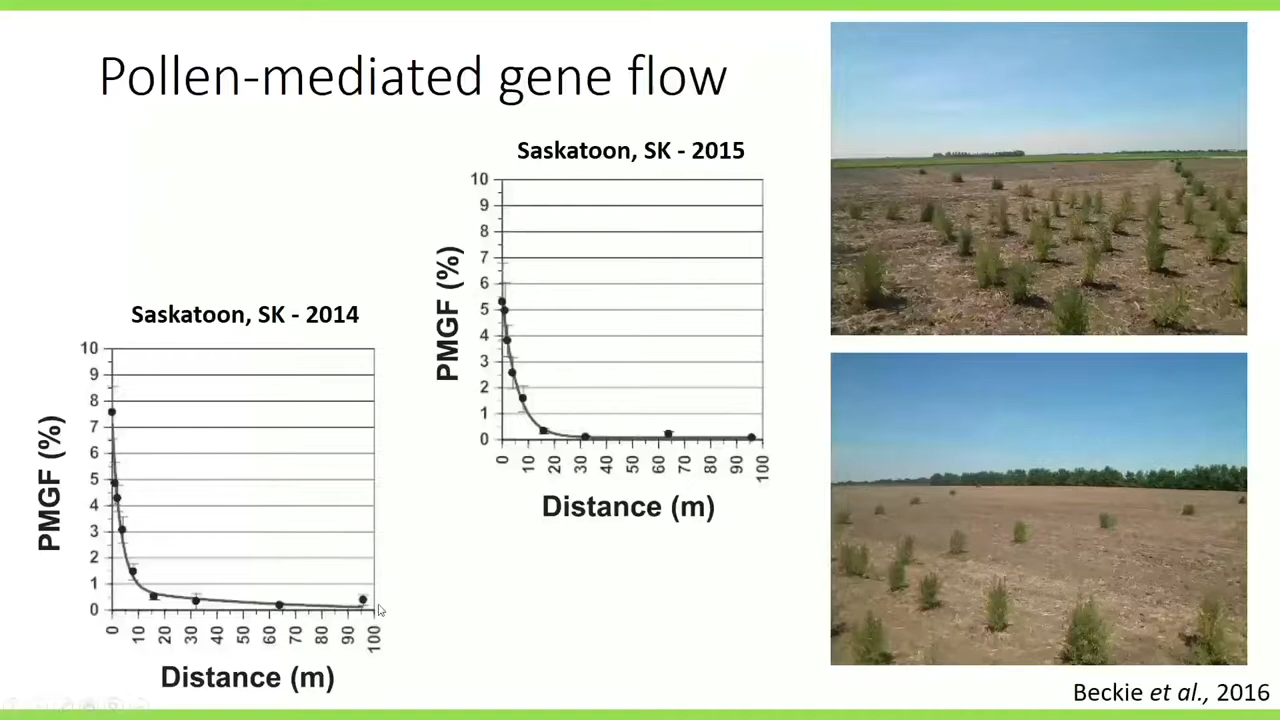 Pollen-mediated gene flow
Saskatoon, SK - 2015
10
9
8
7
6
5
4
3
2
1
0
PMGF (%)
0 10 20 30 40 50 60 70 80 90 100
Distance (m)
Saskatoon, SK - 2014
10
9
8
7
6
5
4
3
2
1
0
PMGF (%)
0 10 20 30 40 50 60 70 80 90 100
Distance (m)
Beckie et al., 2016